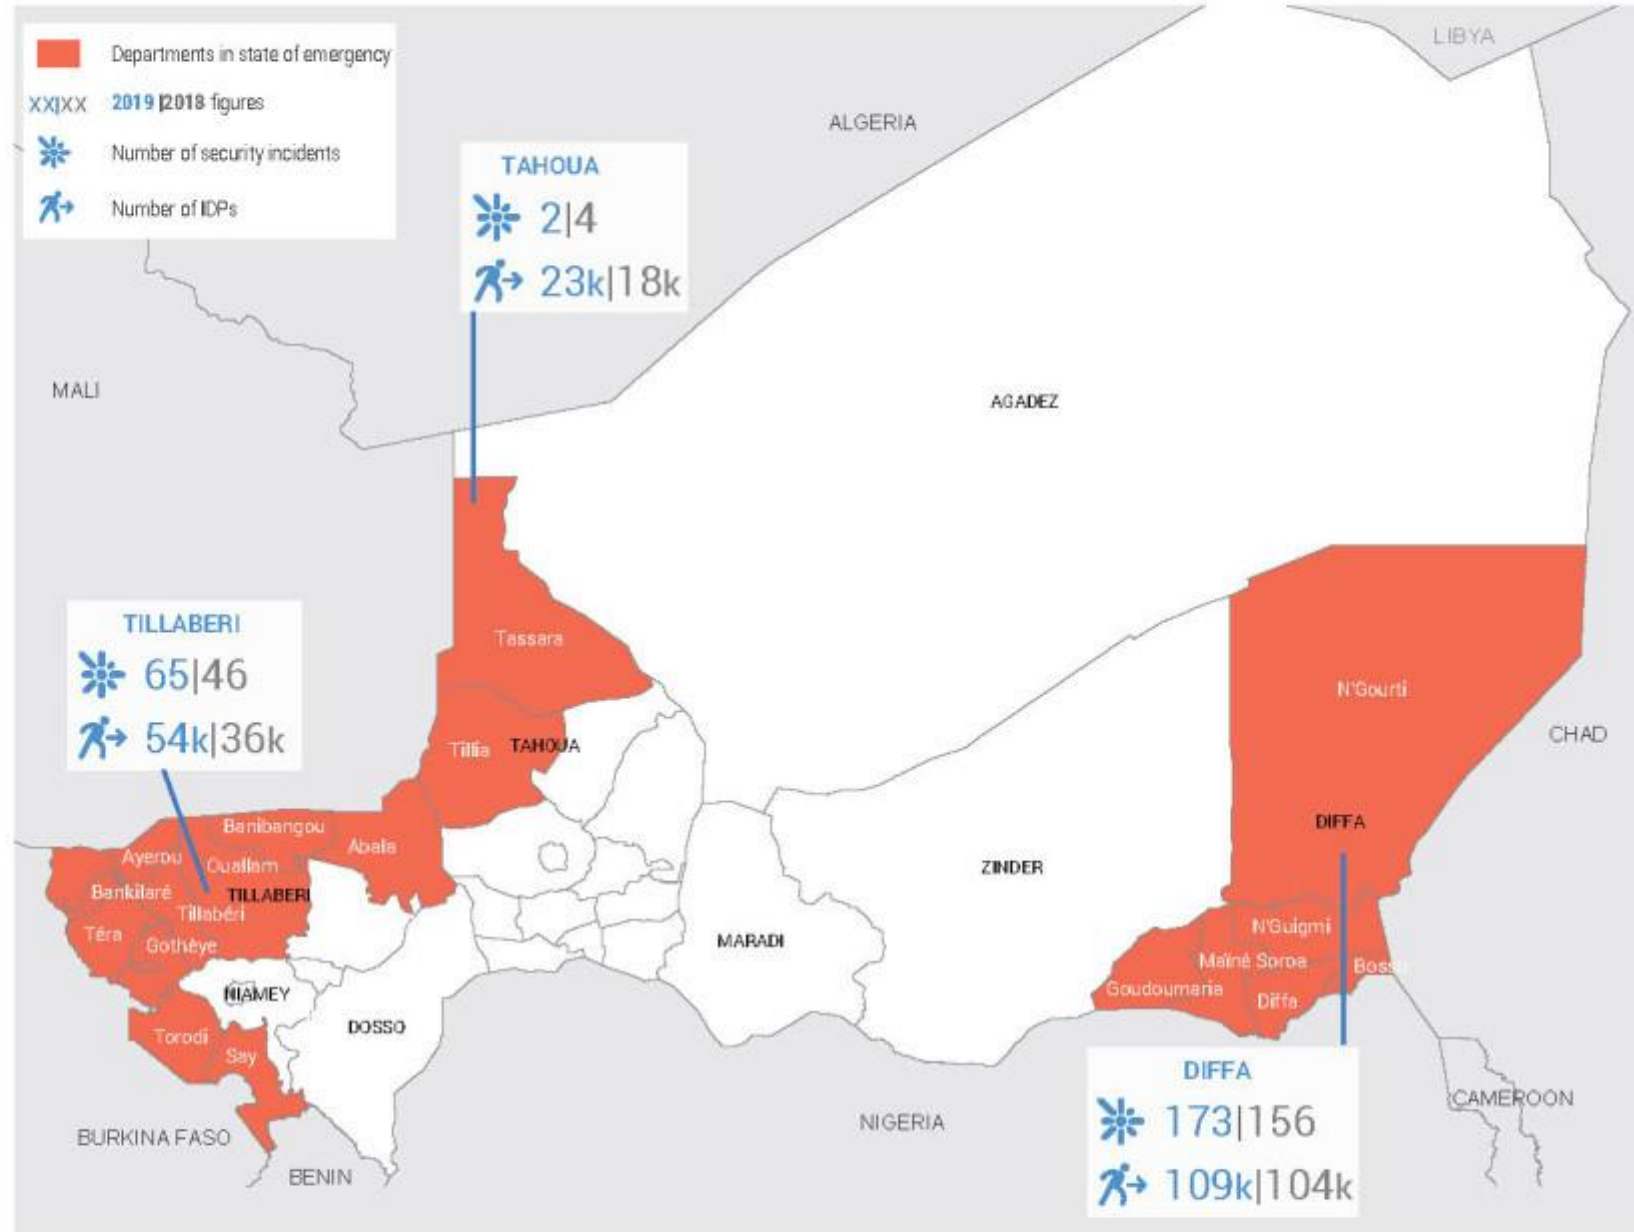 Departments in state of emergency
XX|XX 2019 |2018 figures
Number of security incidents
Number of IDPs
LIBYA
ALGERIA
TAHOUA
2|4
23k|18k
MALI
AGADEZ
TILLABERI
65|46
54k|36k
Tassara
N'Gourti
CHAD
Tillia
TAHOUA
Banibangou
Abala
Ayerou
Ouallam
Bankilaré
TILLABERI
Tillabéri
Téra
Gothèye
DIFFA
ZINDER
MARADI
N'Guigmi
Maïné Soroa
Bosso
Goudoumaria
Diffa
NIAMEY
DOSSO
Torodi
Say
DIFFA
173|156
109k|104k
CAMEROON
NIGERIA
BURKINA FASO
BENIN